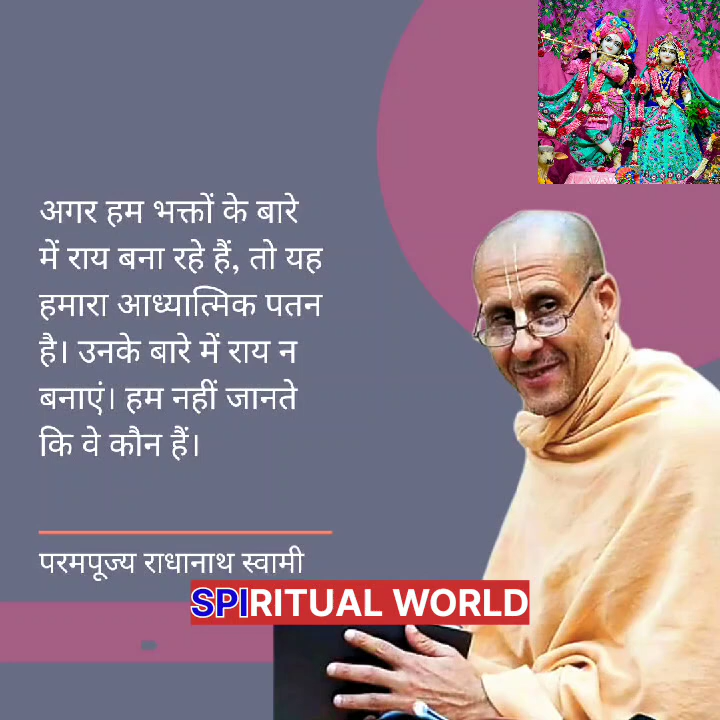 अगर हम भक्तों के बारे
में राय बना रहे हैं, तो यह
हमारा आध्यात्मिक पतन
है। उनके बारे में राय न
बनाएं। हम नहीं जानते
कि वे कौन हैं।
परमपूज्य राधानाथ स्वामी
SPIRITUAL WORLD